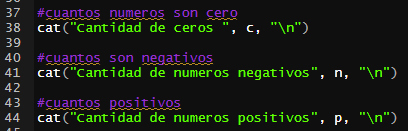 37 #cuantos numeros son cero
38 cat("Cantidad de ceros ", c, "\n")
39
40 #cuantos son negativos
41 cat("Cantidad de numeros negativos", n, "\n")
42
43 #cuantos positivos
44 cat("Cantidad de numeros positivos", p, "\n")